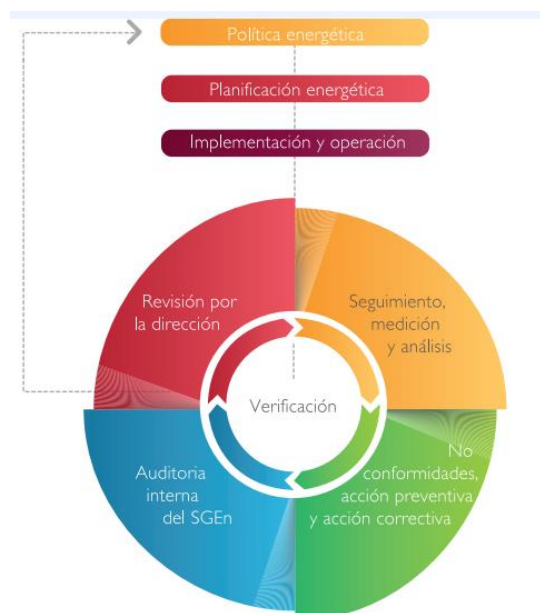 Política energética
Planificación energética
Implementación y operación
Revisión por
la dirección
Seguimiento,
medición
y análisis
Verificación
Auditoria
interna
del SGEn
No
conformidades,
acción preventiva
y acción correctiva